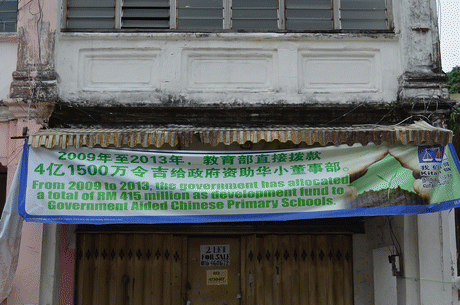 2009年至2013年，教育部直接拨款
4亿1500万令吉给政府资助华小董事部
From 2009 to 2013, the government has allocated
a total of RM 415 million as development fund to
Government Aided Chinese Primary Schools.
FOR SALE